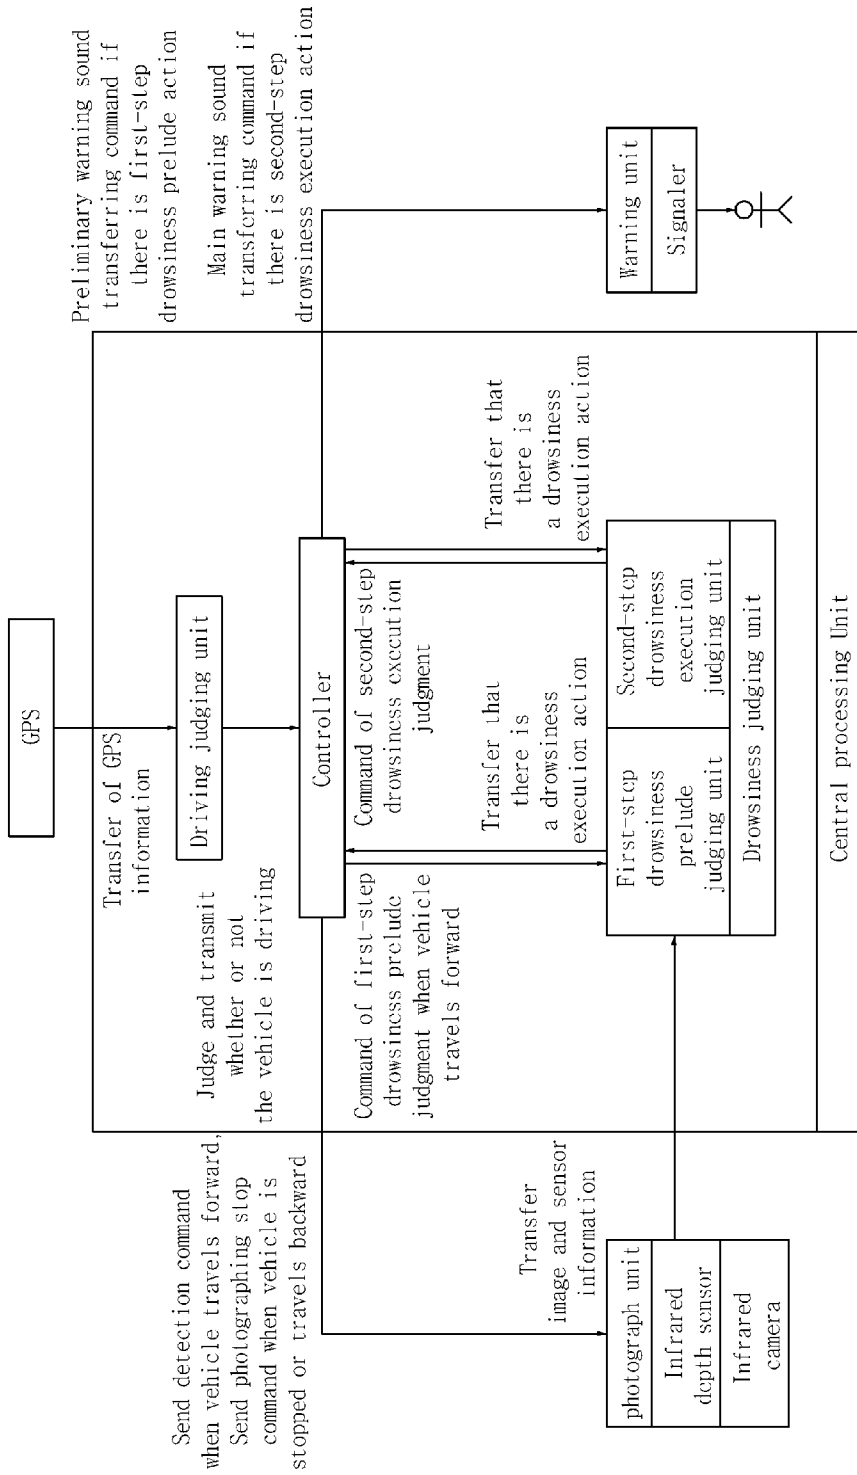 GPS
Transfer of GPS
information
Send detection command
when vehicle travels forward,
Send photographing stop
command when vehicle is
stopped or travels backward
Judge and transmit
whether or not
the vehicle is driving
Driving judging unit
Preliminary warning sound
transferring command if
there is first-step
drowsiness prelude action
Main warning sound
transferring command if
there is second-step
drowsiness execution action
Controller
Command of first-step
drowsiness prelude
judgment when vehicle
travels forward
Command of second-step
drowsiness execution
judgment
Transfer that
there is
a drowsiness
execution action
Transfer that
there is
a drowsiness
execution action
Transfer
image and sensor
information
photograph unit
Infrared
depth sensor
Infrared
camera
First-step
drowsiness
prelude
judging unit
Second-step
drowsiness
execution
judging unit
Drowsiness judging unit
Warning unit
Signaler
Central processing Unit